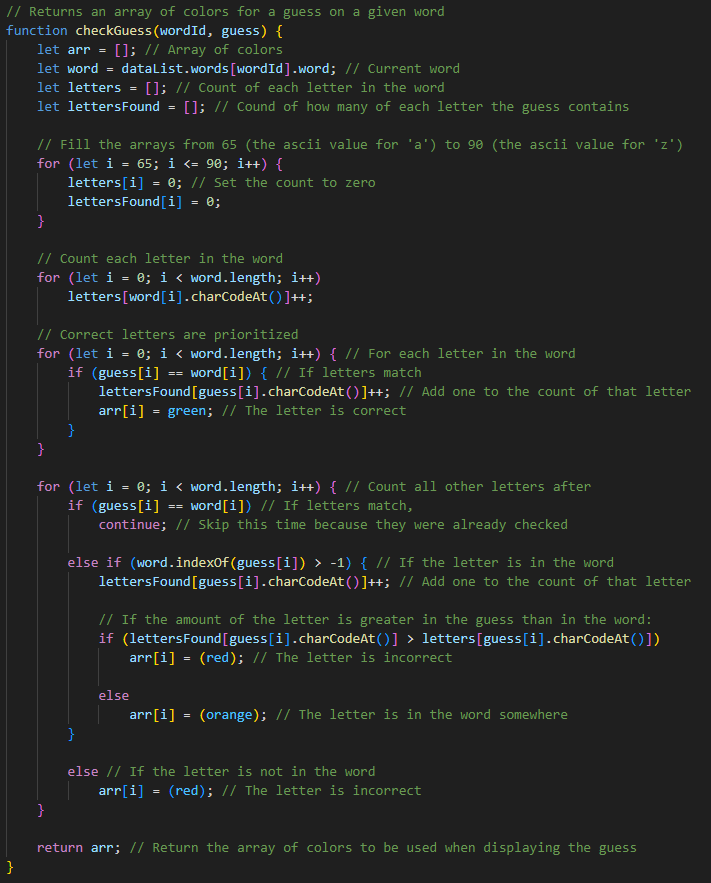 // Returns an array of colors for a guess on a given word
function checkGuess(wordId, guess) {
    let arr = []; // Array of colors
    let word = dataList.words[wordId].word; // Current word
    let letters = []; // Count of each letter in the word
    let lettersFound = []; // Cound of how many of each letter the guess contains

    // Fill the arrays from 65 (the ascii value for 'a') to 90 (the ascii value for 'z')
    for (let i = 65; i <= 90; i++) {
        letters[i] = 0; // Set the count to zero
        lettersFound[i] = 0;
    }

    // Count each letter in the word
    for (let i = 0; i < word.length; i++)
        letters[word[i].charCodeAt()]++;

    // Correct letters are prioritized
    for (let i = 0; i < word.length; i++) { // For each letter in the word
        if (guess[i] == word[i]) { // If letters match
            lettersFound[guess[i].charCodeAt()]++; // Add one to the count of that letter
            arr[i] = green; // The letter is correct
        }
    }

    for (let i = 0; i < word.length; i++) { // Count all other letters after
        if (guess[i] == word[i]) // If letters match,
            continue; // Skip this time because they were already checked

        else if (word.indexOf(guess[i]) > -1) { // If the letter is in the word
            lettersFound[guess[i].charCodeAt()]++; // Add one to the count of that letter

            // If the amount of the letter is greater in the guess than in the word:
            if (lettersFound[guess[i].charCodeAt()] > letters[guess[i].charCodeAt()])
                arr[i] = (red); // The letter is incorrect

            else
                arr[i] = (orange); // The letter is in the word somewhere
        }

        else // If the letter is not in the word
            arr[i] = (red); // The letter is incorrect
    }

    return arr; // Return the array of colors to be used when displaying the guess
}